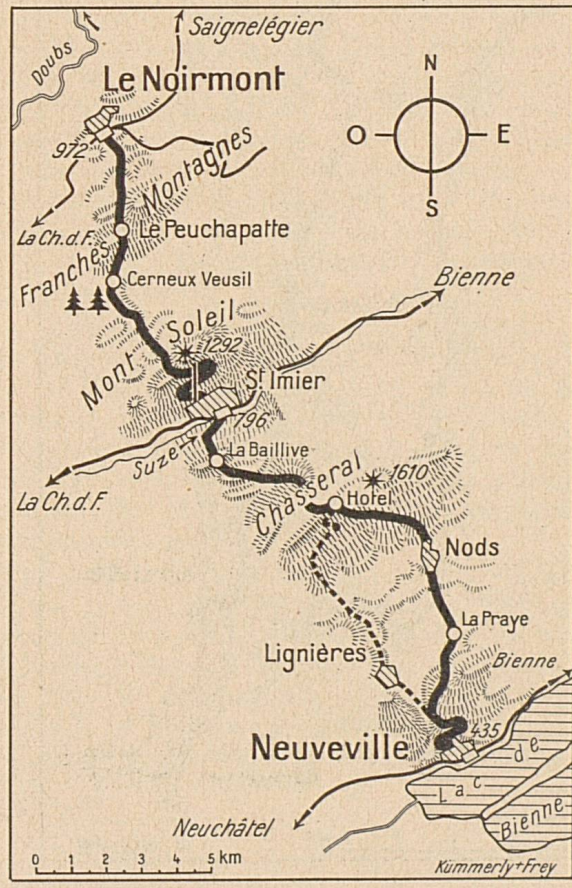 Saignelégier
Doubs
Le Noirmont
N
O E
S
972
Franches Montagnes
La Ch.d.F.
Le Peuchapatte
Cerneux Veusil
Bienne
Mont Soleil
1292
St. Imier
796
Suze
La Baillive
La Ch.d.F.
Chasseral
1610
Hotel
Nods
La Praye
Lignières
Bienne
Neuveville
435
Lac de Bienne
Neuchâtel
0 1 2 3 4 5 km
Kümmerly+Frey